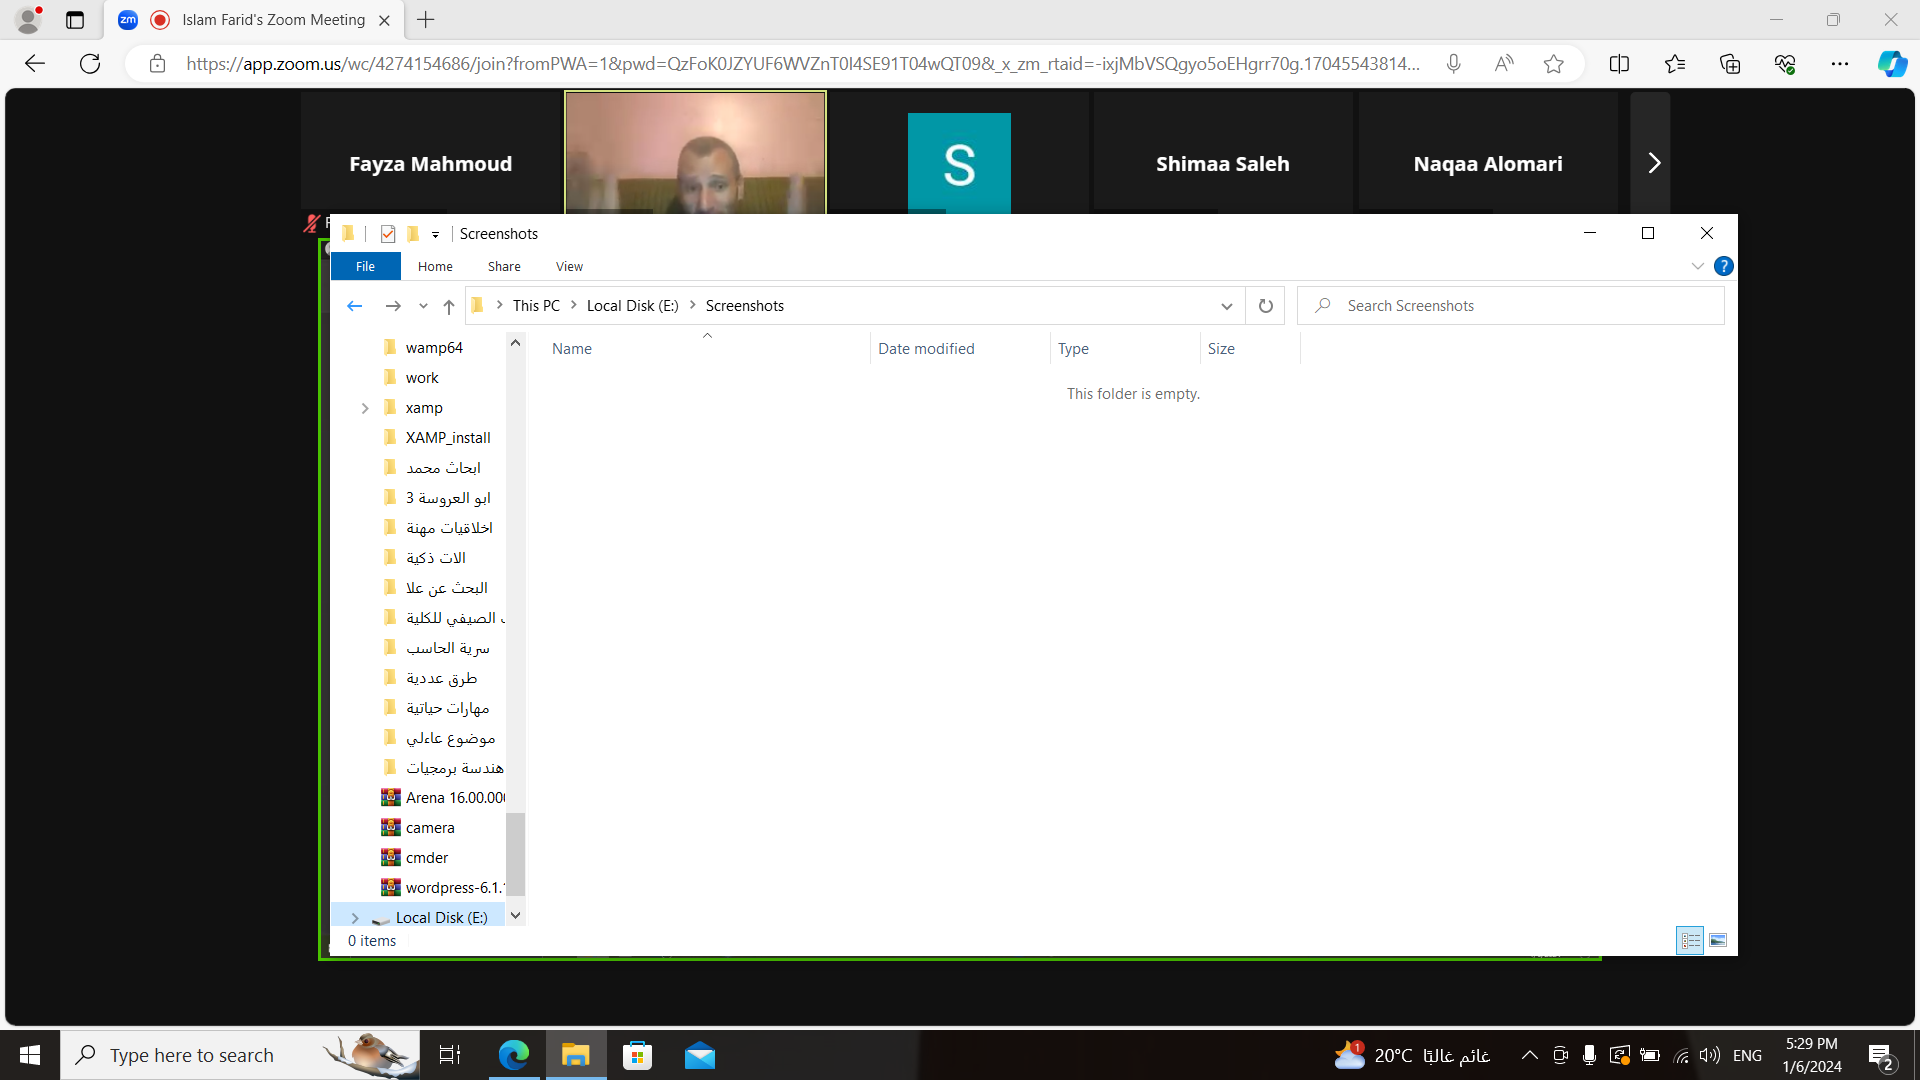 zm
Islam Farid's Zoom Meeting
https://app.zoom.us/wc/4274154686/join?fromPWA=1&pwd=QzFoK0JZYUF6WVZnT0I4SE91T04wQT09&_x_zm_rtaid=-ixjMbVSQgyo5oEHgrr70g.17045543814...
Fayza Mahmoud
S
Shimaa Saleh
Naqaa Alomari
Screenshots
File
Home
Share
View
This PC
Local Disk (E:)
Screenshots
Search Screenshots
Name
Date modified
Type
Size
This folder is empty.
wamp64
work
xamp
XAMP_install
ابحاث محمد
ابو العروسة 3
اخلاقيات مهنة
الات ذكية
البحث عن علا
الصيفي للكلية
سرية الحاسب
طرق عددية
مهارات حياتية
موضوع عاءلي
هندسة برمجيات
Arena 16.00.00
camera
cmder
wordpress-6.1.
Local Disk (E:)
0 items
Type here to search
1
20°C غائم غالبًا
ENG
5:29 PM
1/6/2024
2